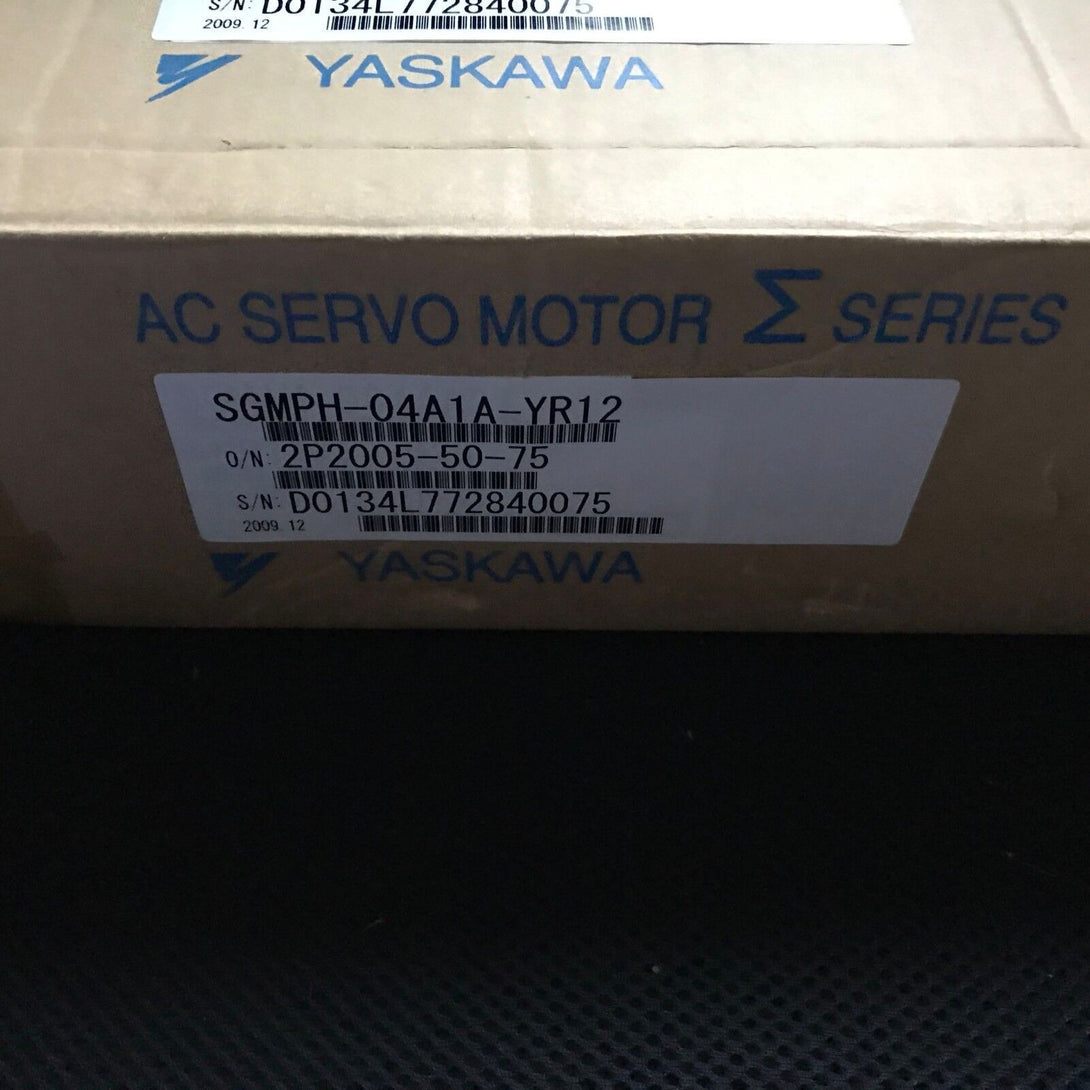 S/N: D0134L772840075
2009.12
YASKAWA
AC SERVO MOTOR Σ SERIES
SGMPH-04A1A-YR12
O/N: 2P2005-50-75
S/N: D0134L772840075
2009.12
YASKAWA